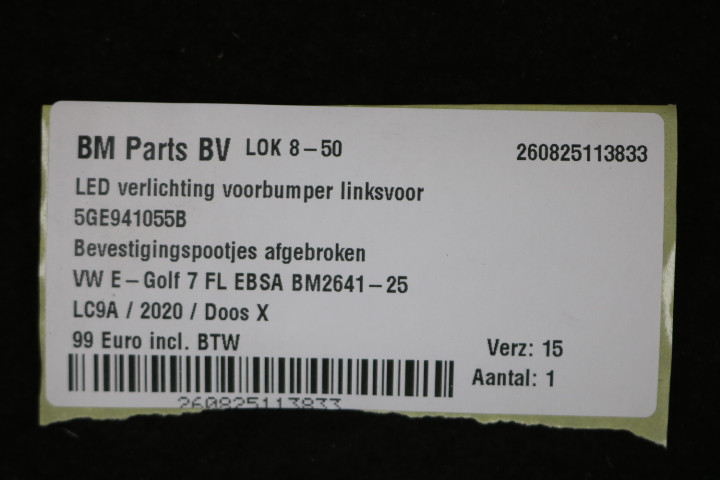 BM Parts BV LOK 8-50 260825113833
LED verlichting voorbumper linksvoor
5GE941055B
Bevestigingspootjes afgebroken
VW E-Golf 7 FL EBSA BM2641-25
LC9A / 2020 / Doos X
99 Euro incl. BTW
Verz: 15
Aantal: 1
260825113833